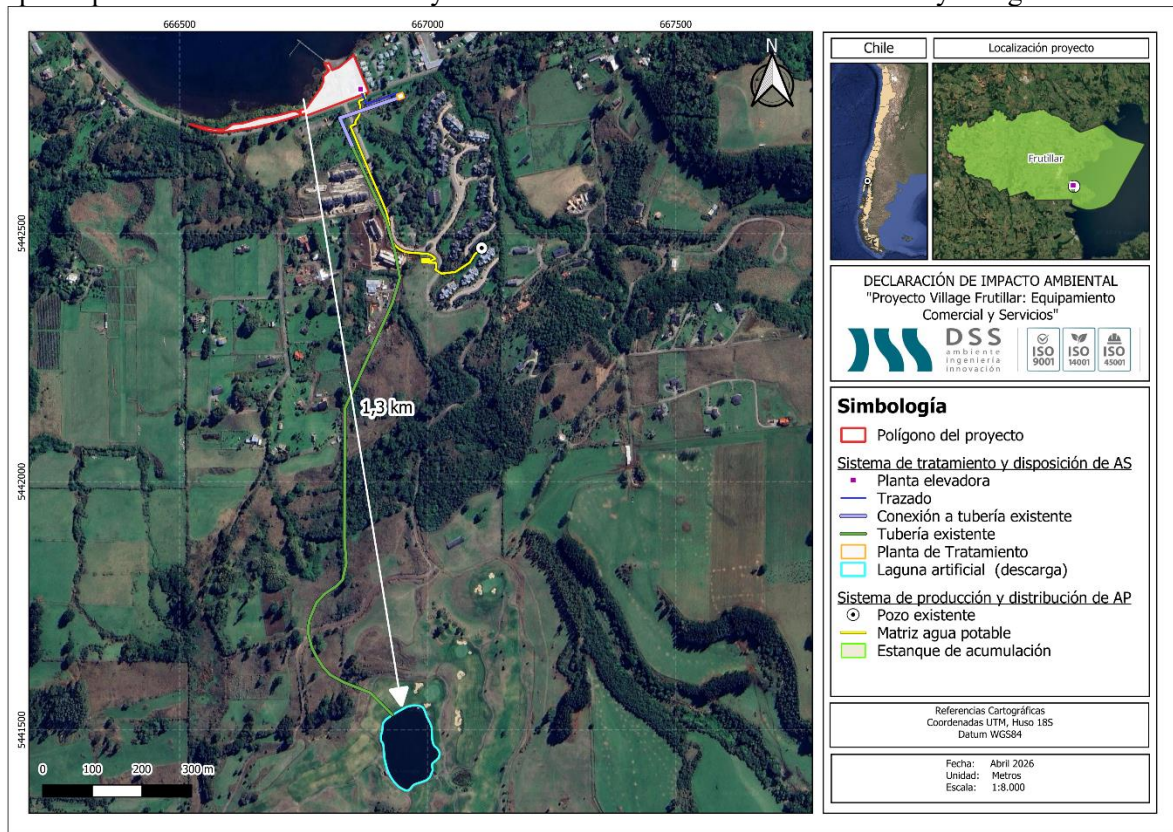 666500
667000
667500
5442500
5442000
5441500
N
1,3 km
0 100 200 300 m
Chile
Localización proyecto
Frutillar
DECLARACIÓN DE IMPACTO AMBIENTAL
"Proyecto Village Frutillar: Equipamiento
Comercial y Servicios"
DSS
ambiente
ingeniería
innovación
ISO
9001
ISO
14001
ISO
45001
Simbología
Polígono del proyecto
Sistema de tratamiento y disposición de AS
Planta elevadora
Trazado
Conexión a tubería existente
Tubería existente
Planta de Tratamiento
Laguna artificial (descarga)
Sistema de producción y distribución de AP
Pozo existente
Matriz agua potable
Estanque de acumulación
Referencias Cartográficas
Coordenadas UTM, Huso 18S
Datum WGS84
Fecha: Abril 2026
Unidad: Metros
Escala: 1:8.000